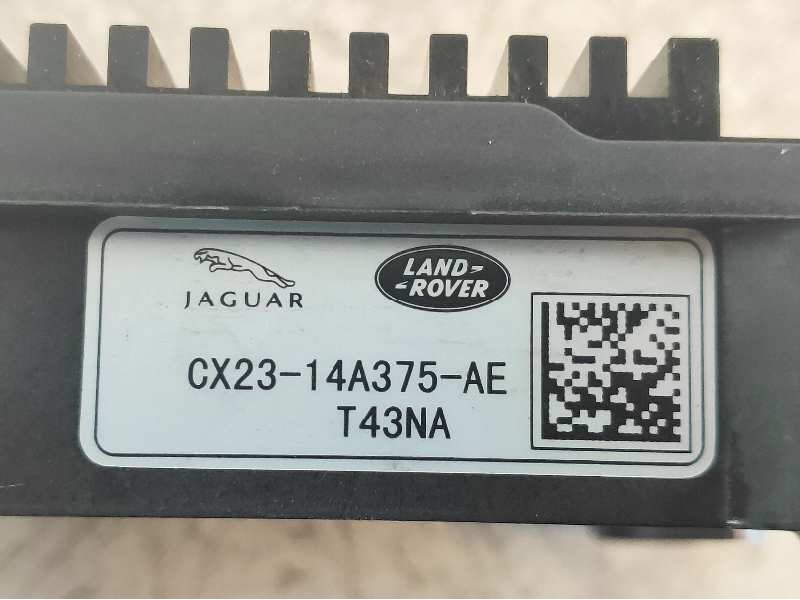 JAGUAR
LAND
ROVER
CX23-14A375-AE
T43NA